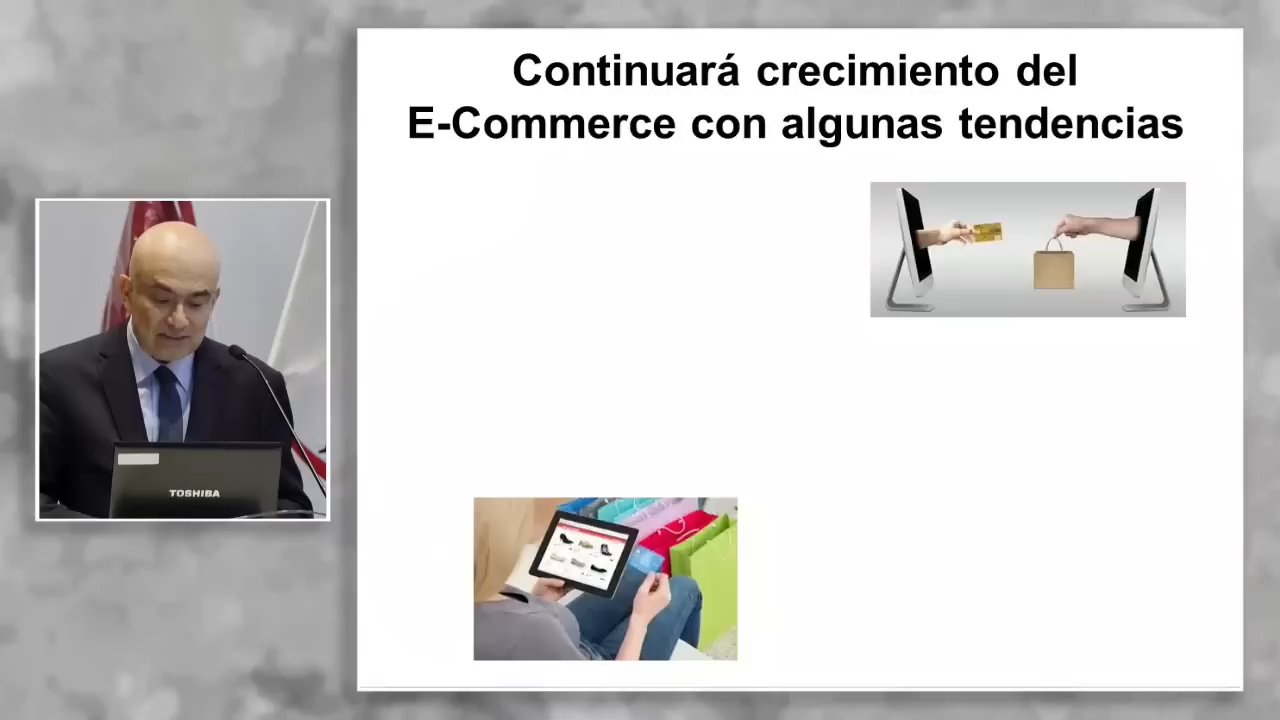 Continuará crecimiento del
E-Commerce con algunas tendencias
TOSHIBA